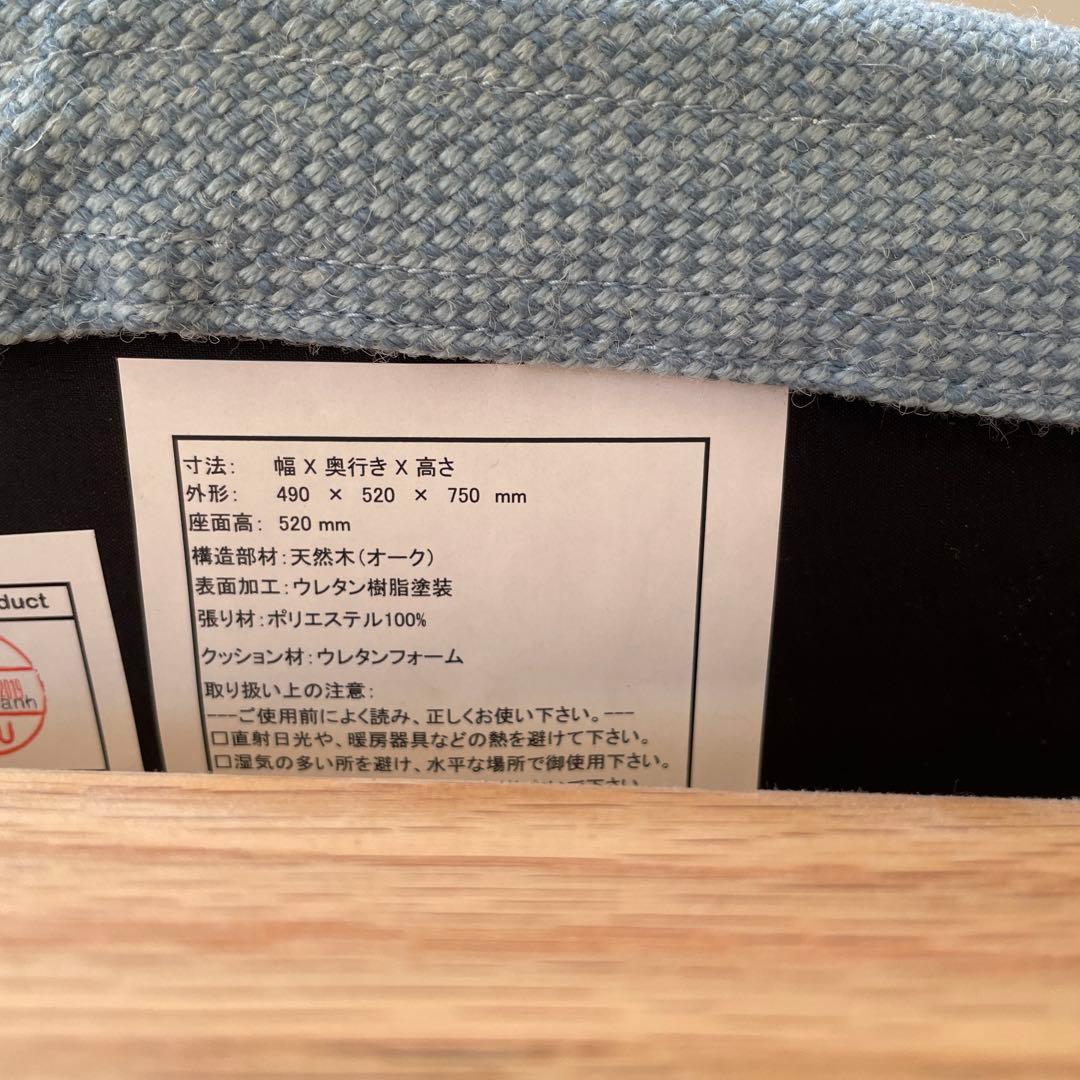 寸法： 幅 X 奥行き X 高さ
外形： 490 × 520 × 750 mm
座面高： 520 mm
構造部材：天然木（オーク）
表面加工：ウレタン樹脂塗装
張り材：ポリエステル100%
クッション材：ウレタンフォーム
取り扱い上の注意：
---ご使用前によく読み、正しくお使い下さい。---
□直射日光や、暖房器具などの熱を避けて下さい。
□湿気の多い所を避け、水平な場所で御使用下さい。
duct
2019
anh
U